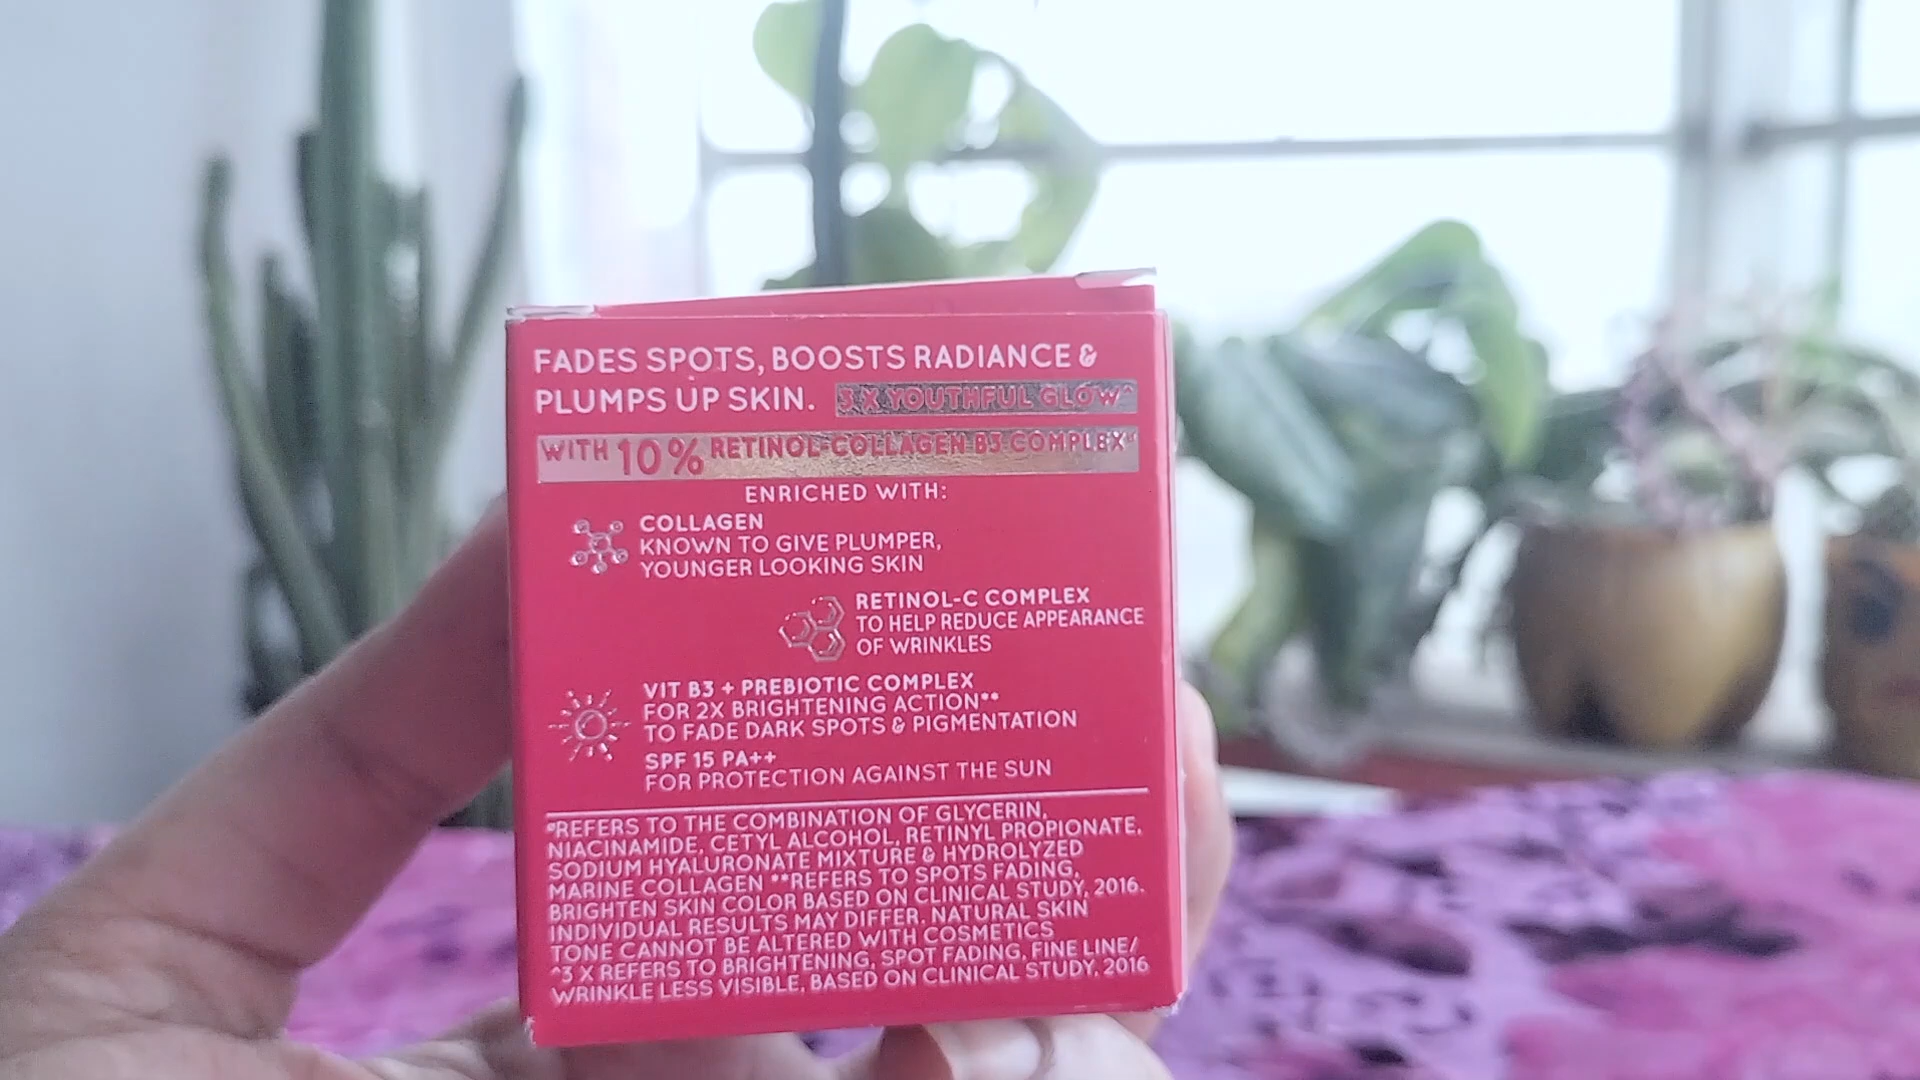 FADES SPOTS, BOOSTS RADIANCE &
PLUMPS UP SKIN. 3 X YOUTHFUL GLOW^
WITH 10% RETINOL-COLLAGEN B3 COMPLEX#
ENRICHED WITH:
COLLAGEN
KNOWN TO GIVE PLUMPER,
YOUNGER LOOKING SKIN
RETINOL-C COMPLEX
TO HELP REDUCE APPEARANCE
OF WRINKLES
VIT B3 + PREBIOTIC COMPLEX
FOR 2X BRIGHTENING ACTION**
TO FADE DARK SPOTS & PIGMENTATION
SPF 15 PA++
FOR PROTECTION AGAINST THE SUN
#REFERS TO THE COMBINATION OF GLYCERIN,
NIACINAMIDE, CETYL ALCOHOL, RETINYL PROPIONATE,
SODIUM HYALURONATE MIXTURE & HYDROLYZED
MARINE COLLAGEN **REFERS TO SPOTS FADING,
BRIGHTEN SKIN COLOR BASED ON CLINICAL STUDY, 2016.
INDIVIDUAL RESULTS MAY DIFFER. NATURAL SKIN
TONE CANNOT BE ALTERED WITH COSMETICS
^3 X REFERS TO BRIGHTENING, SPOT FADING, FINE LINE/
WRINKLE LESS VISIBLE, BASED ON CLINICAL STUDY, 2016